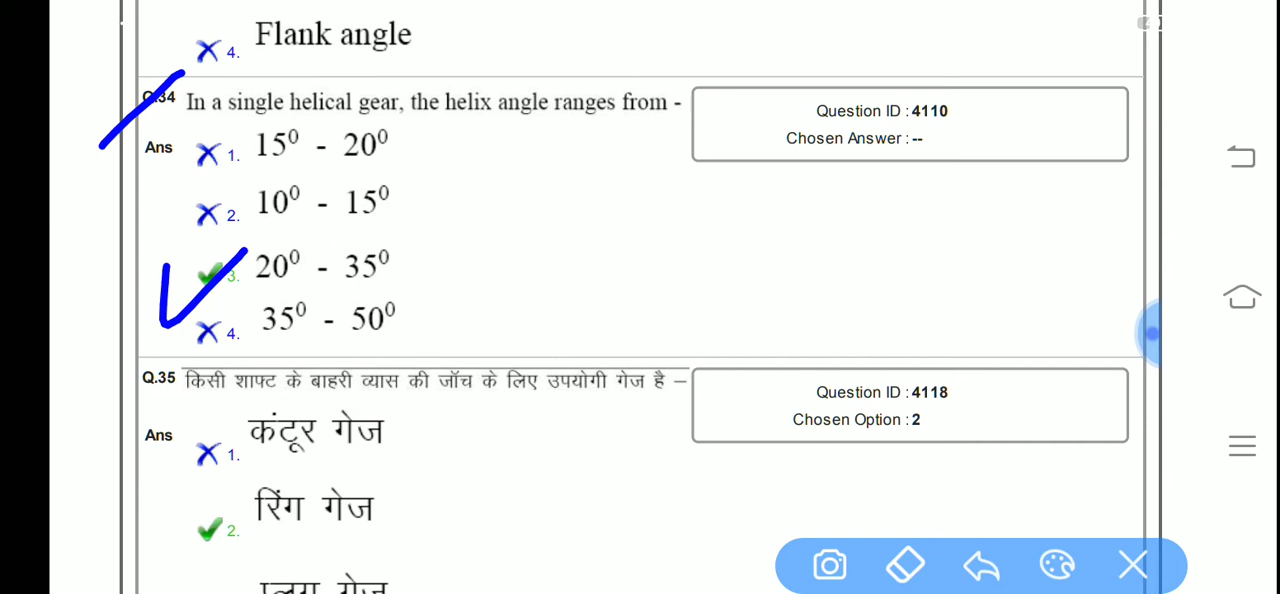 4. Flank angle
Q.34 In a single helical gear, the helix angle ranges from -
Question ID : 4110
Chosen Answer : --
Ans
1. 15⁰ - 20⁰
2. 10⁰ - 15⁰
3. 20⁰ - 35⁰
4. 35⁰ - 50⁰
Q.35 किसी शाफ्ट के बाहरी व्यास की जॉच के लिए उपयोगी गेज है –
Question ID : 4118
Chosen Option : 2
Ans
1. कंटूर गेज
2. रिंग गेज
प्लग गेज